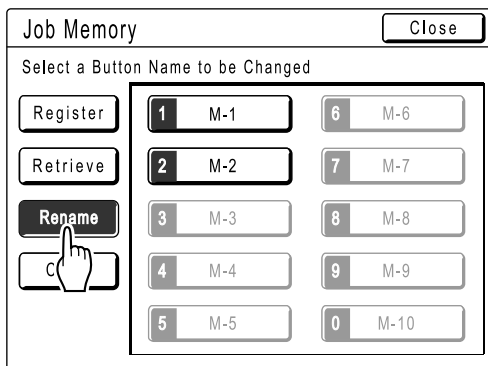 Job Memory
Close
Select a Button Name to be Changed
Register
1 M-1
6 M-6
Retrieve
2 M-2
7 M-7
Rename
3 M-3
8 M-8
C
4 M-4
9 M-9
5 M-5
0 M-10